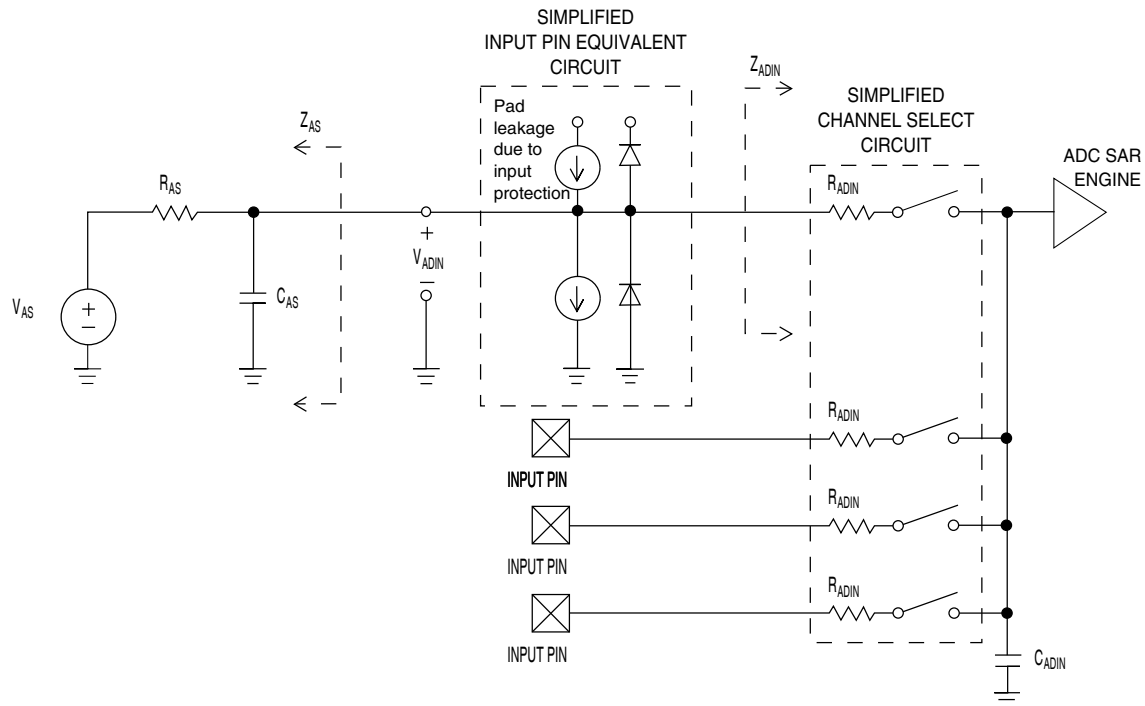 SIMPLIFIED
INPUT PIN EQUIVALENT
CIRCUIT
Pad
leakage
due to
input
protection
Z_ADIN
SIMPLIFIED
CHANNEL SELECT
CIRCUIT
ADC SAR
ENGINE
Z_AS
R_AS
R_ADIN
+
V_ADIN
–
V_AS
+
–
C_AS
R_ADIN
INPUT PIN
R_ADIN
INPUT PIN
R_ADIN
INPUT PIN
C_ADIN